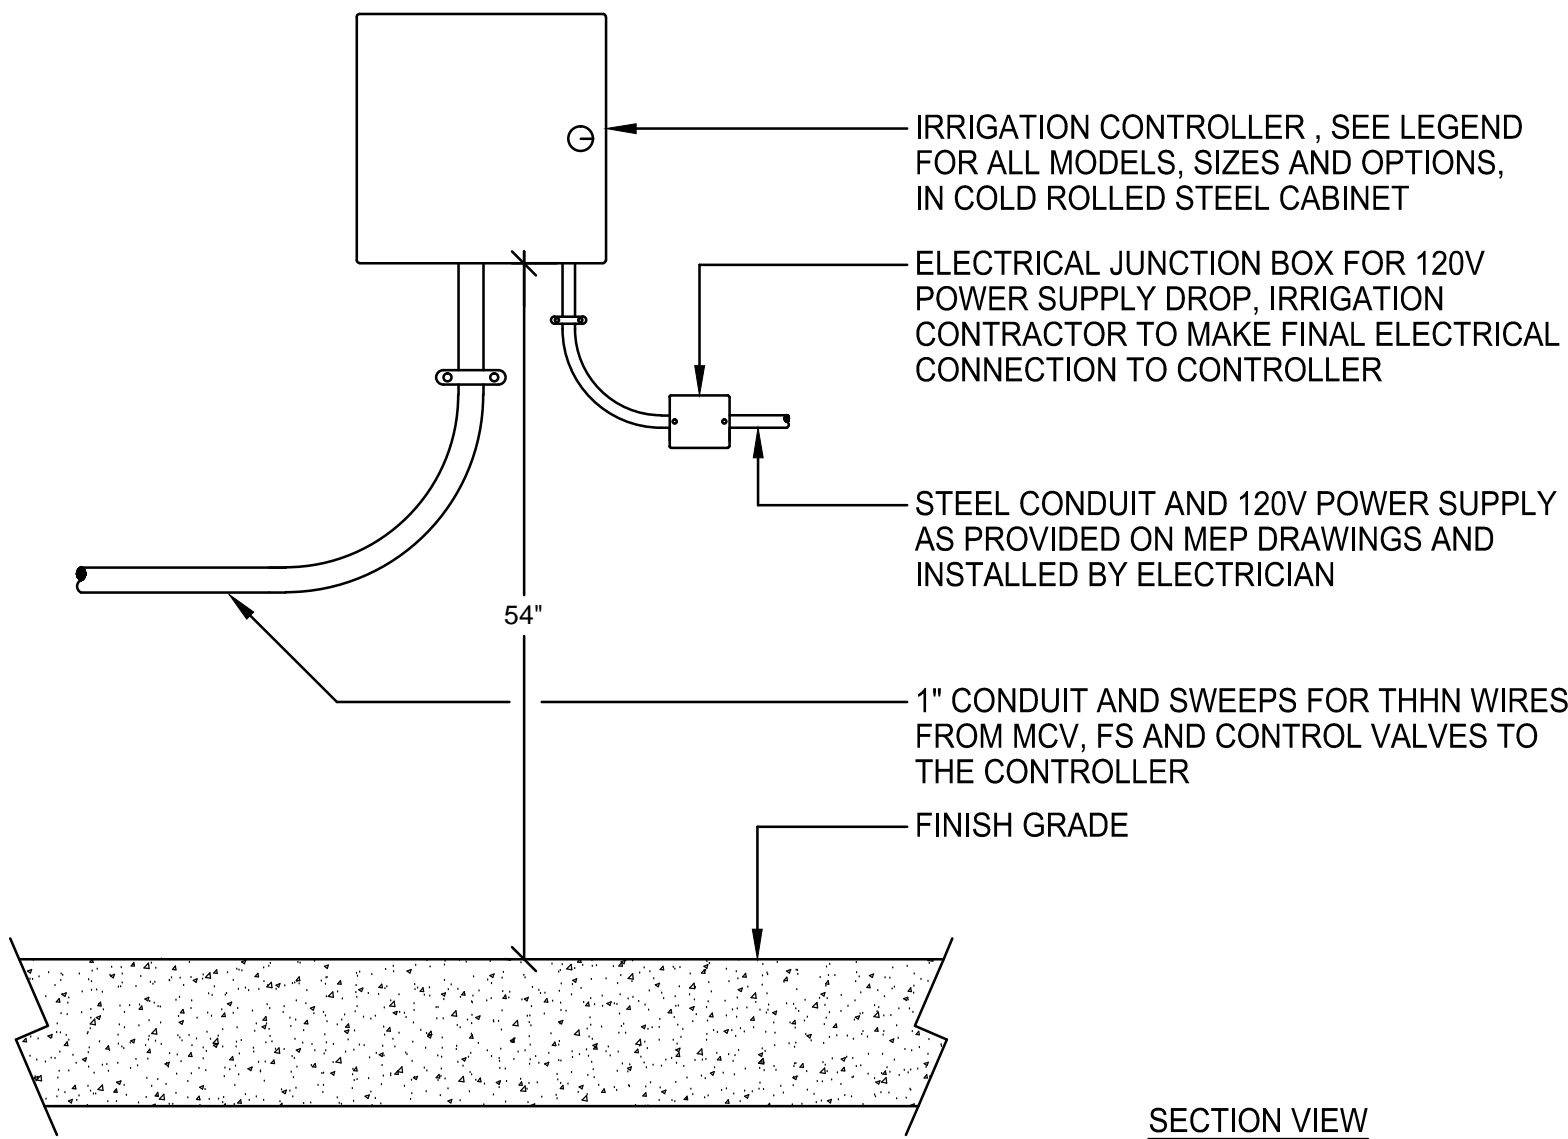 IRRIGATION CONTROLLER , SEE LEGEND
FOR ALL MODELS, SIZES AND OPTIONS,
IN COLD ROLLED STEEL CABINET
ELECTRICAL JUNCTION BOX FOR 120V
POWER SUPPLY DROP, IRRIGATION
CONTRACTOR TO MAKE FINAL ELECTRICAL
CONNECTION TO CONTROLLER
STEEL CONDUIT AND 120V POWER SUPPLY
AS PROVIDED ON MEP DRAWINGS AND
INSTALLED BY ELECTRICIAN
54"
1" CONDUIT AND SWEEPS FOR THHN WIRES
FROM MCV, FS AND CONTROL VALVES TO
THE CONTROLLER
FINISH GRADE
SECTION VIEW